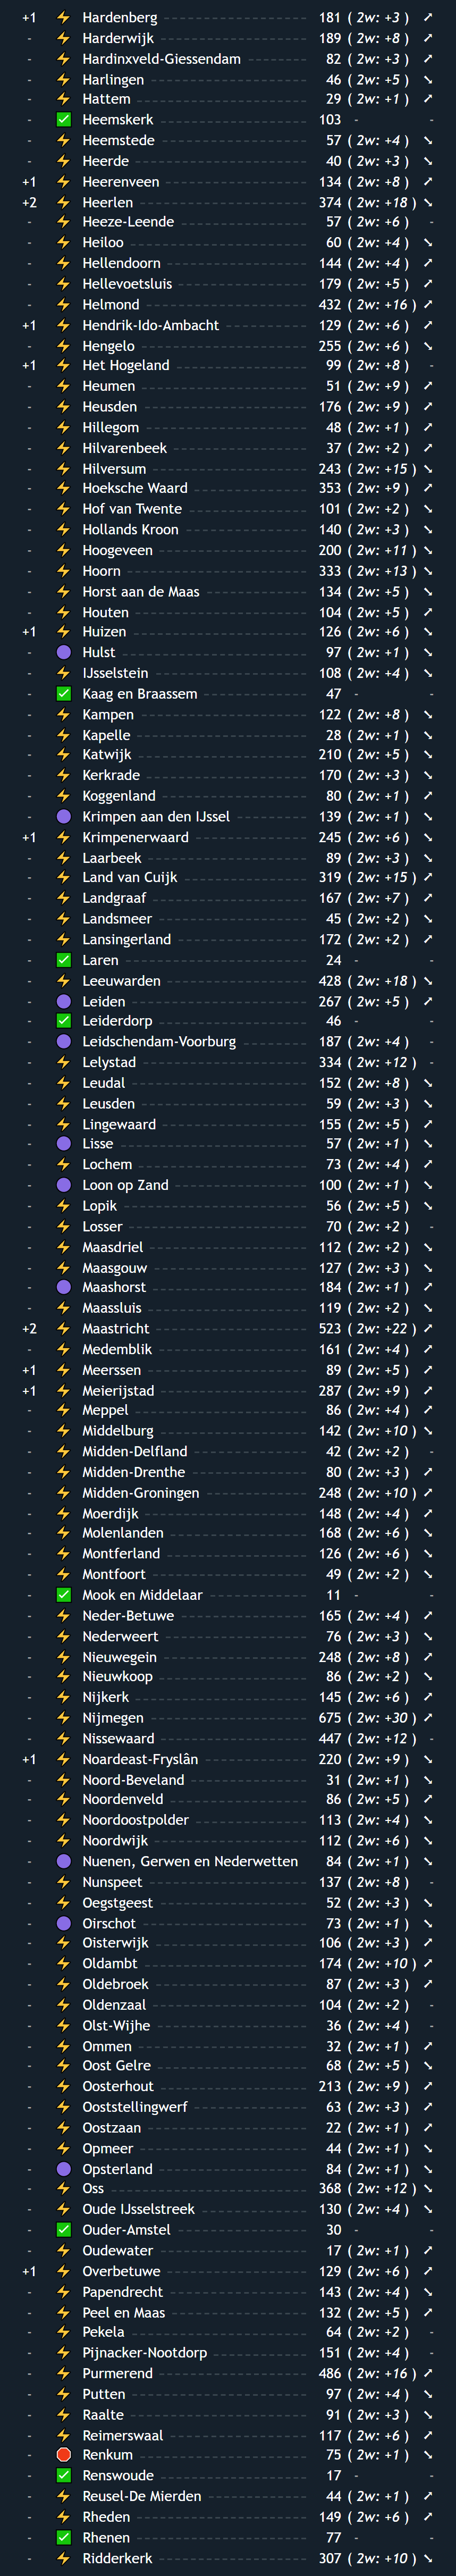 +1 ⚡ Hardenberg 181 ( 2w: +3 ) ↗
- ⚡ Harderwijk 189 ( 2w: +8 ) ↗
- ⚡ Hardinxveld-Giessendam 82 ( 2w: +3 ) ↗
- ⚡ Harlingen 46 ( 2w: +5 ) ↘
- ⚡ Hattem 29 ( 2w: +1 ) ↗
- ✅ Heemskerk 103 - -
- ⚡ Heemstede 57 ( 2w: +4 ) ↘
- ⚡ Heerde 40 ( 2w: +3 ) ↘
+1 ⚡ Heerenveen 134 ( 2w: +8 ) ↗
+2 ⚡ Heerlen 374 ( 2w: +18 ) ↘
- ⚡ Heeze-Leende 57 ( 2w: +6 ) -
- ⚡ Heiloo 60 ( 2w: +4 ) ↘
- ⚡ Hellendoorn 144 ( 2w: +4 ) ↗
- ⚡ Hellevoetsluis 179 ( 2w: +5 ) ↗
- ⚡ Helmond 432 ( 2w: +16 ) ↗
+1 ⚡ Hendrik-Ido-Ambacht 129 ( 2w: +6 ) ↗
- ⚡ Hengelo 255 ( 2w: +6 ) ↘
+1 ⚡ Het Hogeland 99 ( 2w: +8 ) -
- ⚡ Heumen 51 ( 2w: +9 ) ↗
- ⚡ Heusden 176 ( 2w: +9 ) ↗
- ⚡ Hillegom 48 ( 2w: +1 ) ↗
- ⚡ Hilvarenbeek 37 ( 2w: +2 ) ↗
- ⚡ Hilversum 243 ( 2w: +15 ) ↘
- ⚡ Hoeksche Waard 353 ( 2w: +9 ) ↗
- ⚡ Hof van Twente 101 ( 2w: +2 ) ↘
- ⚡ Hollands Kroon 140 ( 2w: +3 ) ↘
- ⚡ Hoogeveen 200 ( 2w: +11 ) ↘
- ⚡ Hoorn 333 ( 2w: +13 ) ↘
- ⚡ Horst aan de Maas 134 ( 2w: +5 ) ↘
- ⚡ Houten 104 ( 2w: +5 ) ↗
+1 ⚡ Huizen 126 ( 2w: +6 ) ↘
- 🟣 Hulst 97 ( 2w: +1 ) ↘
- ⚡ IJsselstein 108 ( 2w: +4 ) ↘
- ✅ Kaag en Braassem 47 - -
- ⚡ Kampen 122 ( 2w: +8 ) ↘
- ⚡ Kapelle 28 ( 2w: +1 ) ↘
- ⚡ Katwijk 210 ( 2w: +5 ) ↘
- ⚡ Kerkrade 170 ( 2w: +3 ) ↘
- ⚡ Koggenland 80 ( 2w: +1 ) ↗
- 🟣 Krimpen aan den IJssel 139 ( 2w: +1 ) ↘
+1 ⚡ Krimpenerwaard 245 ( 2w: +6 ) ↘
- ⚡ Laarbeek 89 ( 2w: +3 ) ↘
- ⚡ Land van Cuijk 319 ( 2w: +15 ) ↗
- ⚡ Landgraaf 167 ( 2w: +7 ) ↗
- ⚡ Landsmeer 45 ( 2w: +2 ) ↘
- ⚡ Lansingerland 172 ( 2w: +2 ) ↗
- ✅ Laren 24 - -
- ⚡ Leeuwarden 428 ( 2w: +18 ) ↘
- 🟣 Leiden 267 ( 2w: +5 ) ↗
- ✅ Leiderdorp 46 - -
- 🟣 Leidschendam-Voorburg 187 ( 2w: +4 ) -
- ⚡ Lelystad 334 ( 2w: +12 ) -
- ⚡ Leudal 152 ( 2w: +8 ) ↘
- ⚡ Leusden 59 ( 2w: +3 ) ↘
- ⚡ Lingewaard 155 ( 2w: +5 ) ↗
- 🟣 Lisse 57 ( 2w: +1 ) ↘
- ⚡ Lochem 73 ( 2w: +4 ) ↗
- 🟣 Loon op Zand 100 ( 2w: +1 ) ↘
- ⚡ Lopik 56 ( 2w: +5 ) ↘
- ⚡ Losser 70 ( 2w: +2 ) -
- ⚡ Maasdriel 112 ( 2w: +2 ) ↘
- ⚡ Maasgouw 127 ( 2w: +3 ) ↘
- 🟣 Maashorst 184 ( 2w: +1 ) ↗
- ⚡ Maassluis 119 ( 2w: +2 ) ↘
+2 ⚡ Maastricht 523 ( 2w: +22 ) ↗
- ⚡ Medemblik 161 ( 2w: +4 ) ↗
+1 ⚡ Meerssen 89 ( 2w: +5 ) ↗
+1 ⚡ Meierijstad 287 ( 2w: +9 ) ↗
- ⚡ Meppel 86 ( 2w: +4 ) ↗
- ⚡ Middelburg 142 ( 2w: +10 ) ↘
- ⚡ Midden-Delfland 42 ( 2w: +2 ) -
- ⚡ Midden-Drenthe 80 ( 2w: +3 ) ↗
- ⚡ Midden-Groningen 248 ( 2w: +10 ) ↗
- ⚡ Moerdijk 148 ( 2w: +4 ) ↗
- ⚡ Molenlanden 168 ( 2w: +6 ) ↘
- ⚡ Montferland 126 ( 2w: +6 ) ↘
- ⚡ Montfoort 49 ( 2w: +2 ) ↘
- ✅ Mook en Middelaar 11 - -
- ⚡ Neder-Betuwe 165 ( 2w: +4 ) ↗
- ⚡ Nederweert 76 ( 2w: +3 ) ↘
- ⚡ Nieuwegein 248 ( 2w: +8 ) ↗
- ⚡ Nieuwkoop 86 ( 2w: +2 ) ↘
- ⚡ Nijkerk 145 ( 2w: +6 ) ↗
- ⚡ Nijmegen 675 ( 2w: +30 ) ↗
- ⚡ Nissewaard 447 ( 2w: +12 ) -
+1 ⚡ Noardeast-Fryslân 220 ( 2w: +9 ) ↘
- ⚡ Noord-Beveland 31 ( 2w: +1 ) ↘
- ⚡ Noordenveld 86 ( 2w: +5 ) ↗
- ⚡ Noordoostpolder 113 ( 2w: +4 ) ↘
- ⚡ Noordwijk 112 ( 2w: +6 ) ↘
- 🟣 Nuenen, Gerwen en Nederwetten 84 ( 2w: +1 ) ↘
- ⚡ Nunspeet 137 ( 2w: +8 ) -
- ⚡ Oegstgeest 52 ( 2w: +3 ) ↘
- 🟣 Oirschot 73 ( 2w: +1 ) ↘
- ⚡ Oisterwijk 106 ( 2w: +3 ) ↗
- ⚡ Oldambt 174 ( 2w: +10 ) ↗
- ⚡ Oldebroek 87 ( 2w: +3 ) ↗
- ⚡ Oldenzaal 104 ( 2w: +2 ) -
- ⚡ Olst-Wijhe 36 ( 2w: +4 ) -
- ⚡ Ommen 32 ( 2w: +1 ) ↗
- ⚡ Oost Gelre 68 ( 2w: +5 ) ↘
- ⚡ Oosterhout 213 ( 2w: +9 ) ↗
- ⚡ Ooststellingwerf 63 ( 2w: +3 ) ↗
- ⚡ Oostzaan 22 ( 2w: +1 ) ↗
- ⚡ Opmeer 44 ( 2w: +1 ) ↘
- 🟣 Opsterland 84 ( 2w: +1 ) ↘
- ⚡ Oss 368 ( 2w: +12 ) ↘
- ⚡ Oude IJsselstreek 130 ( 2w: +4 ) ↘
- ✅ Ouder-Amstel 30 - -
- ⚡ Oudewater 17 ( 2w: +1 ) ↗
+1 ⚡ Overbetuwe 129 ( 2w: +6 ) ↗
- ⚡ Papendrecht 143 ( 2w: +4 ) ↘
- ⚡ Peel en Maas 132 ( 2w: +5 ) ↗
- ⚡ Pekela 64 ( 2w: +2 ) -
- ⚡ Pijnacker-Nootdorp 151 ( 2w: +4 ) -
- ⚡ Purmerend 486 ( 2w: +16 ) ↗
- ⚡ Putten 97 ( 2w: +4 ) ↘
- ⚡ Raalte 91 ( 2w: +3 ) ↘
- ⚡ Reimerswaal 117 ( 2w: +6 ) ↗
- 🛑 Renkum 75 ( 2w: +1 ) ↘
- ✅ Renswoude 17 - -
- ⚡ Reusel-De Mierden 44 ( 2w: +1 ) ↗
- ⚡ Rheden 149 ( 2w: +6 ) ↗
- ✅ Rhenen 77 - -
- ⚡ Ridderkerk 307 ( 2w: +10 ) ↘